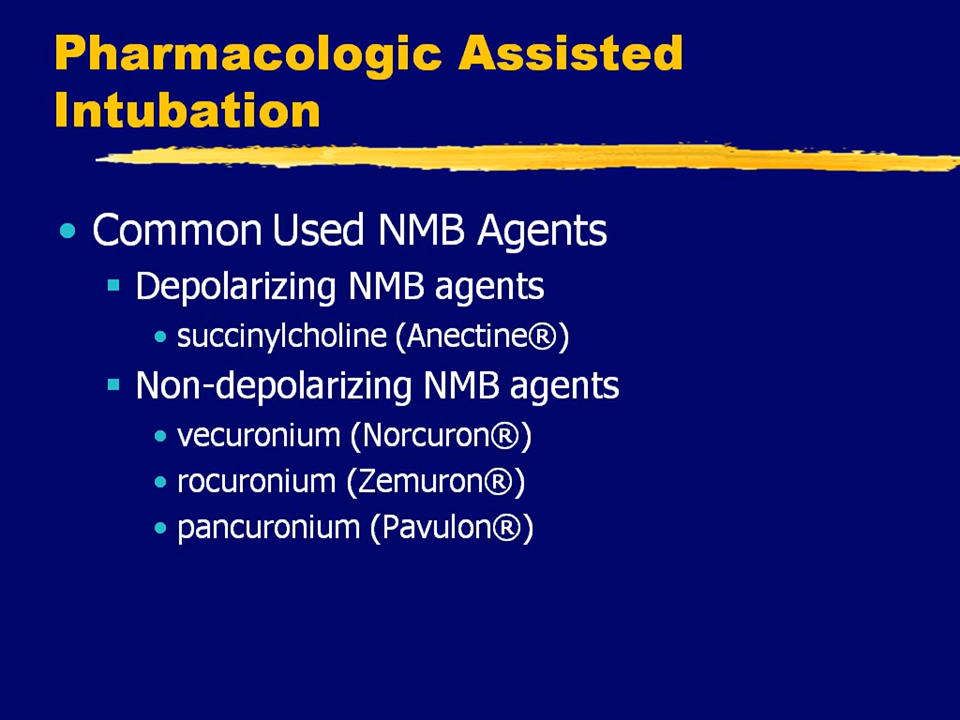 Pharmacologic Assisted
Intubation
• Common Used NMB Agents
▪ Depolarizing NMB agents
• succinylcholine (Anectine®)
▪ Non-depolarizing NMB agents
• vecuronium (Norcuron®)
• rocuronium (Zemuron®)
• pancuronium (Pavulon®)